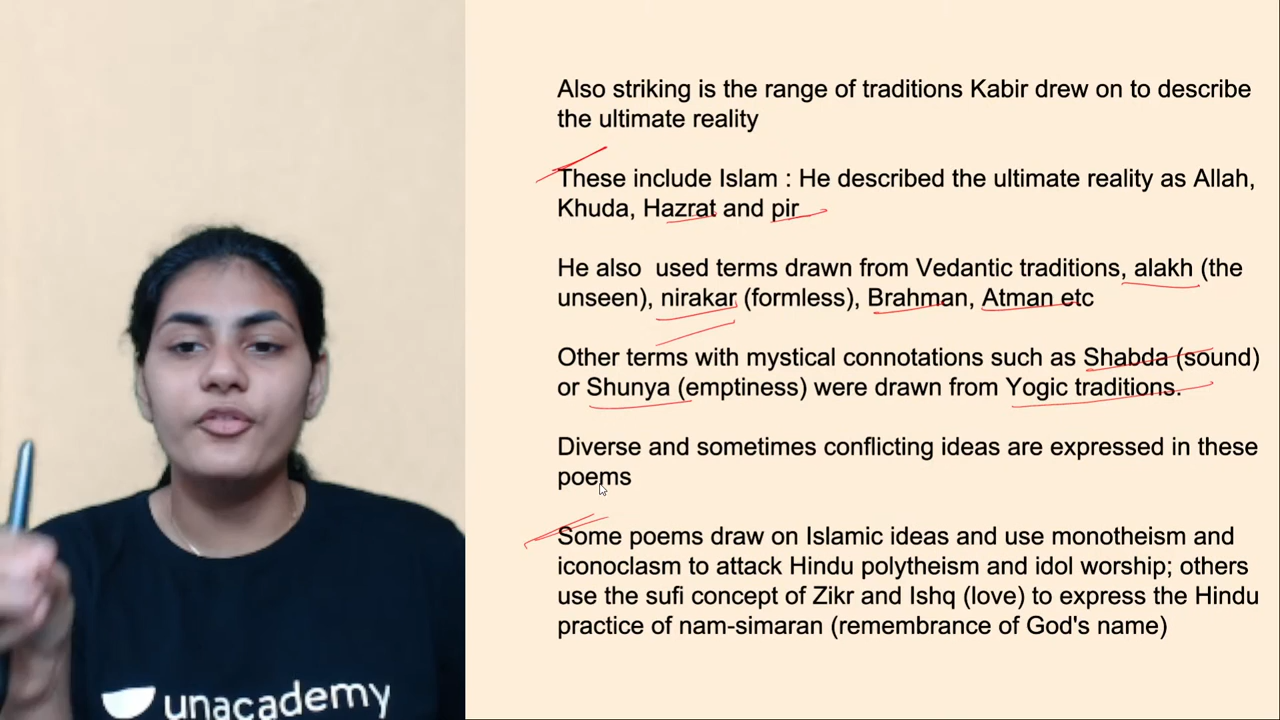 Also striking is the range of traditions Kabir drew on to describe
the ultimate reality
These include Islam : He described the ultimate reality as Allah,
Khuda, Hazrat and pir
He also  used terms drawn from Vedantic traditions, alakh (the
unseen), nirakar (formless), Brahman, Atman etc
Other terms with mystical connotations such as Shabda (sound)
or Shunya (emptiness) were drawn from Yogic traditions.
Diverse and sometimes conflicting ideas are expressed in these
poems
Some poems draw on Islamic ideas and use monotheism and
iconoclasm to attack Hindu polytheism and idol worship; others
use the sufi concept of Zikr and Ishq (love) to express the Hindu
practice of nam-simaran (remembrance of God's name)
unacademy